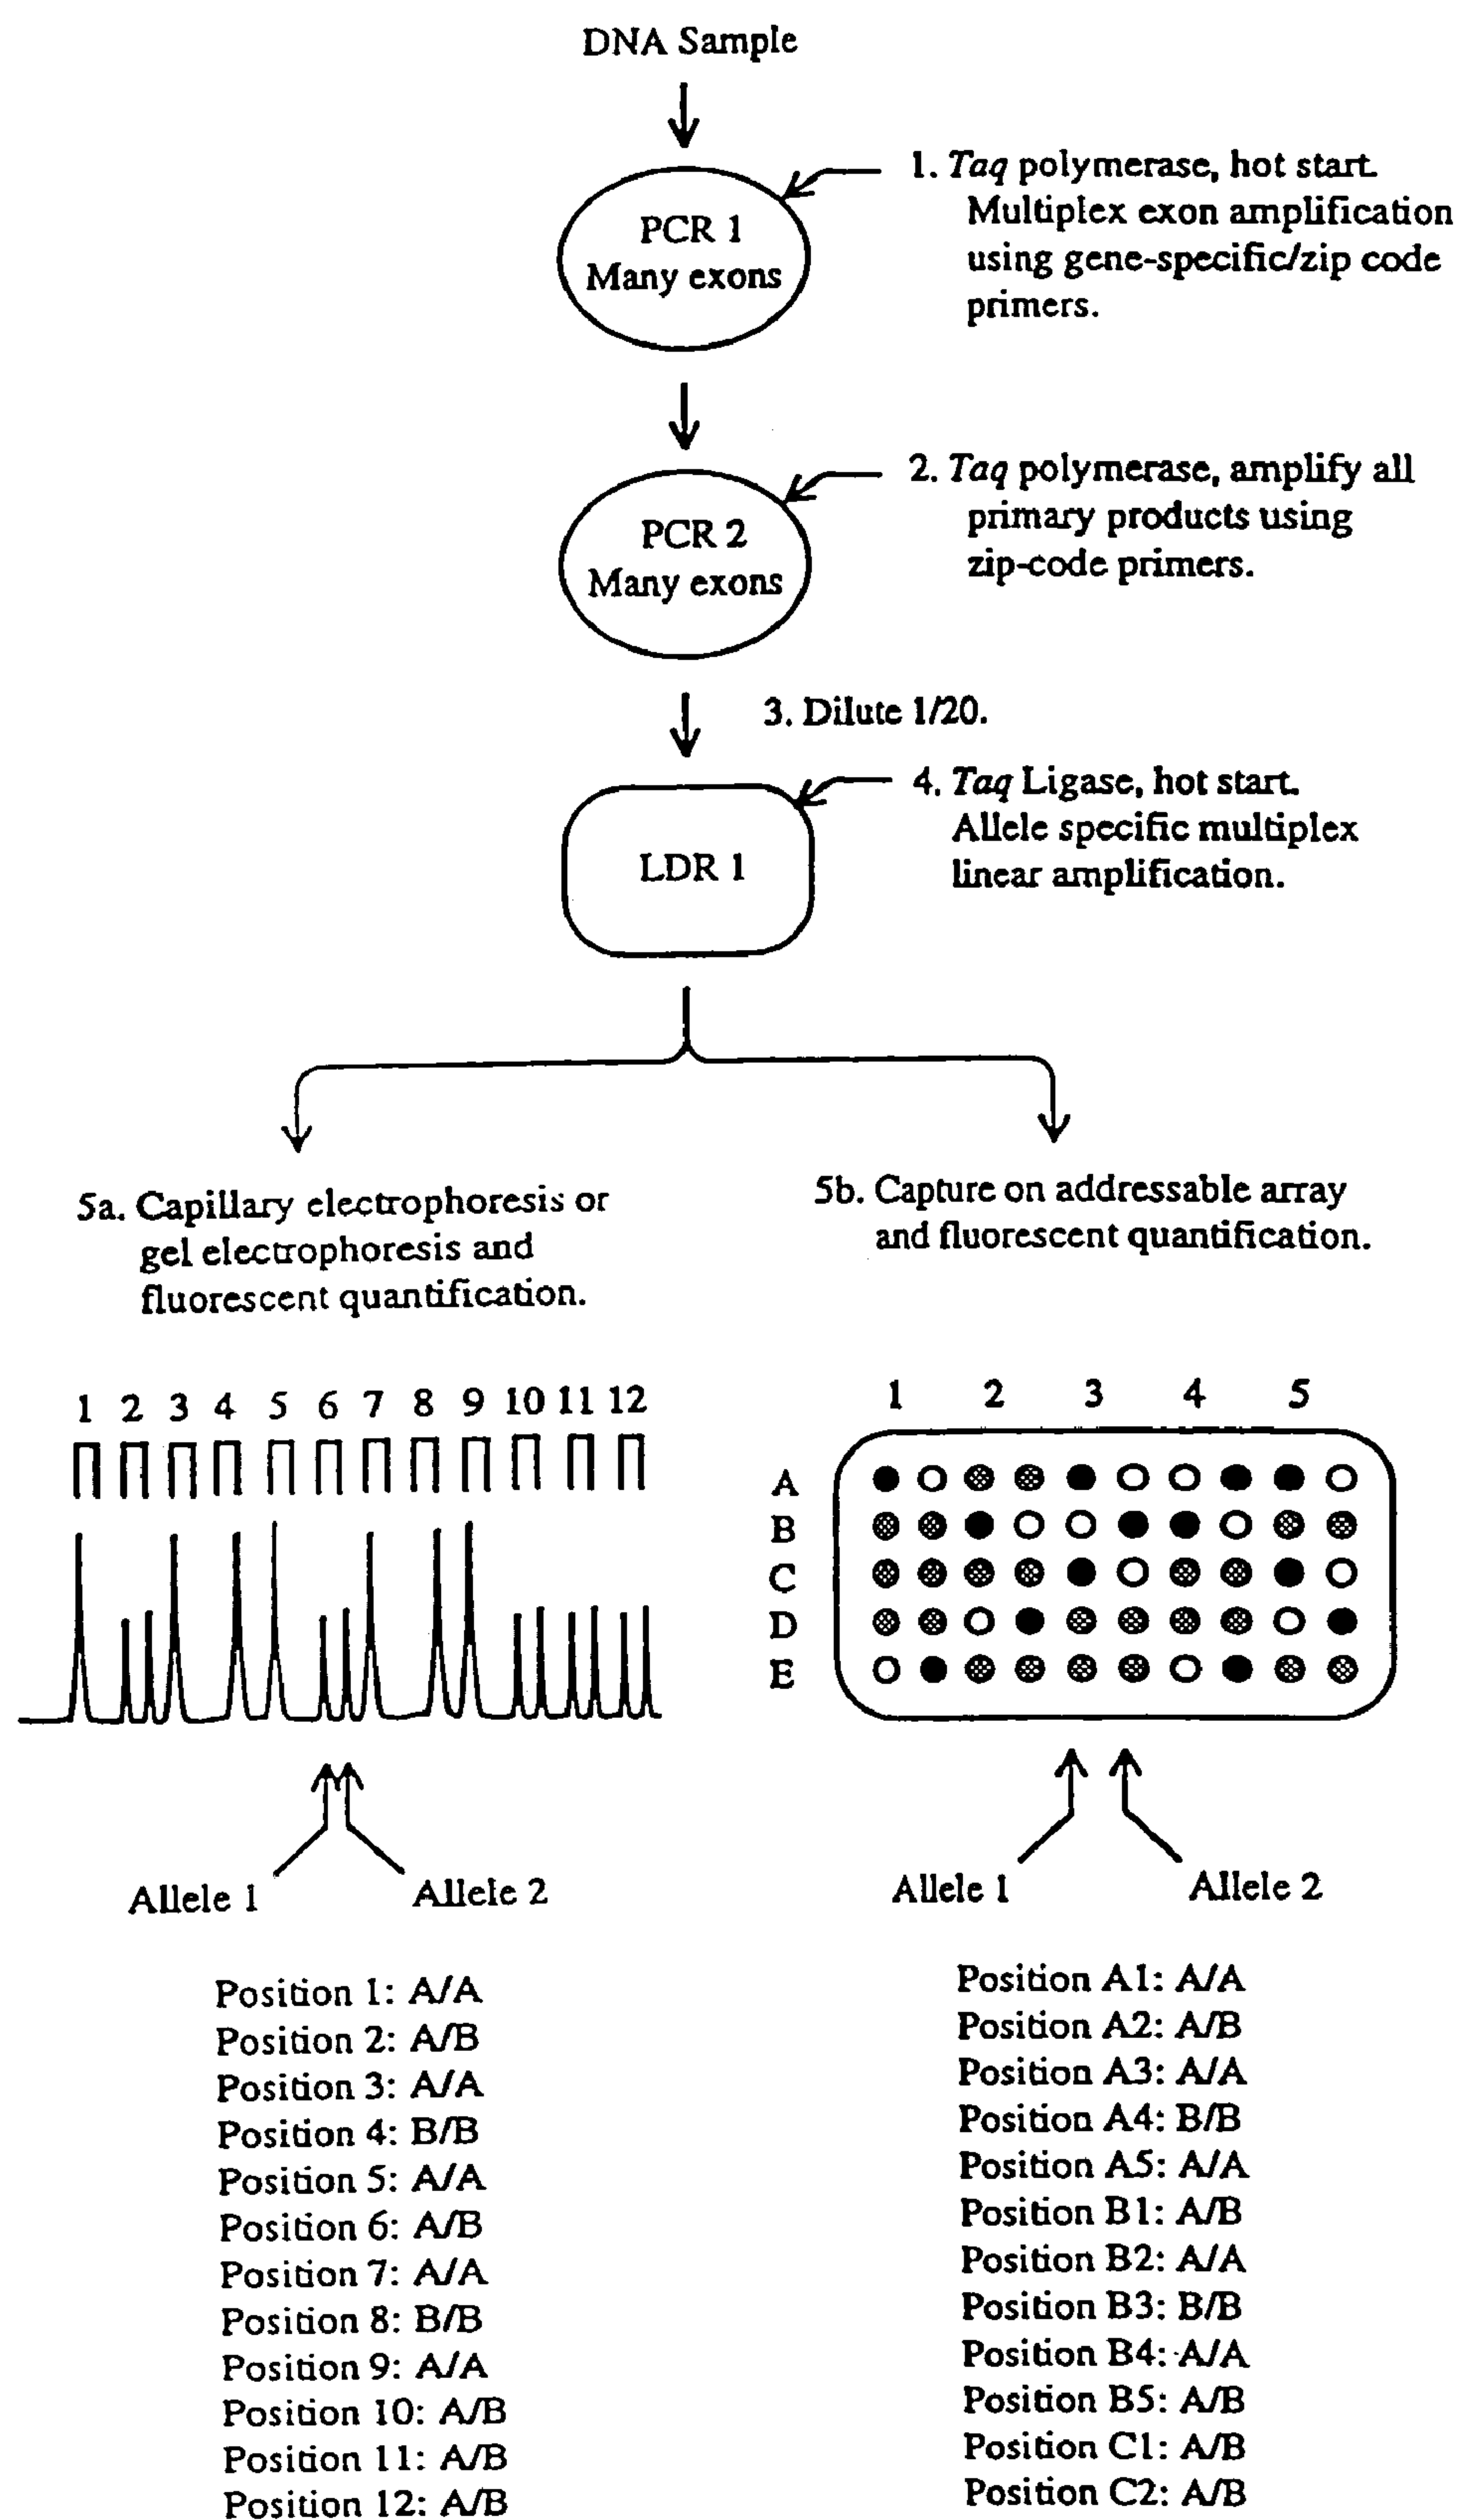 DNA Sample
PCR 1
Many exons
1. Taq polymerase, hot start.
Multiplex exon amplification
using gene-specific/zip code
primers.
PCR 2
Many exons
2. Taq polymerase, amplify all
primary products using
zip-code primers.
3. Dilute 1/20.
LDR 1
4. Taq Ligase, hot start.
Allele specific multiplex
linear amplification.
5a. Capillary electrophoresis or
gel electrophoresis and
fluorescent quantification.
1 2 3 4 5 6 7 8 9 10 11 12
Allele 1
Allele 2
Position 1: A/A
Position 2: A/B
Position 3: A/A
Position 4: B/B
Position 5: A/A
Position 6: A/B
Position 7: A/A
Position 8: B/B
Position 9: A/A
Position 10: A/B
Position 11: A/B
Position 12: A/B
5b. Capture on addressable array
and fluorescent quantification.
1 2 3 4 5
A
B
C
D
E
Allele 1
Allele 2
Position A1: A/A
Position A2: A/B
Position A3: A/A
Position A4: B/B
Position A5: A/A
Position B1: A/B
Position B2: A/A
Position B3: B/B
Position B4: A/A
Position B5: A/B
Position C1: A/B
Position C2: A/B